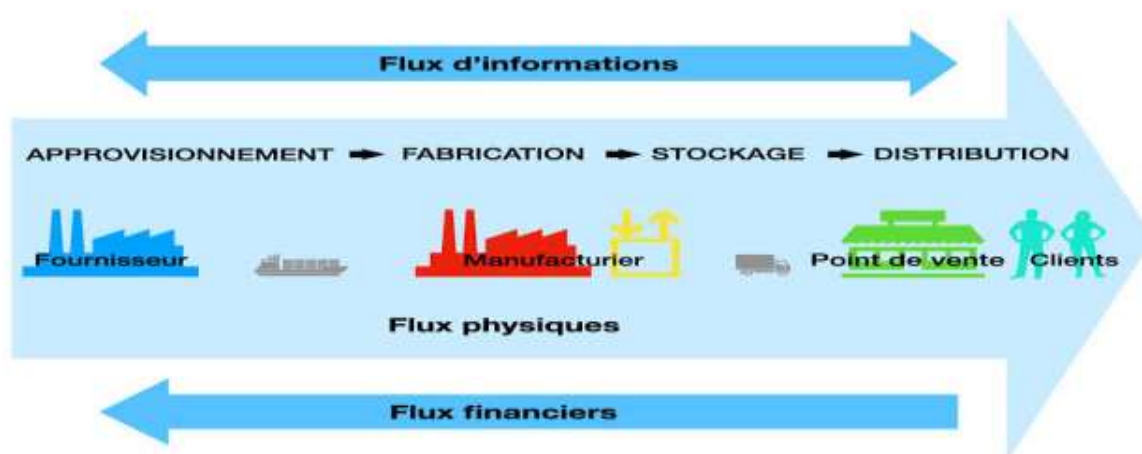 Flux d'informations
APPROVISIONNEMENT ➡ FABRICATION ➡ STOCKAGE ➡ DISTRIBUTION
Fournisseur Manufacturier Point de vente Clients
Flux physiques
Flux financiers